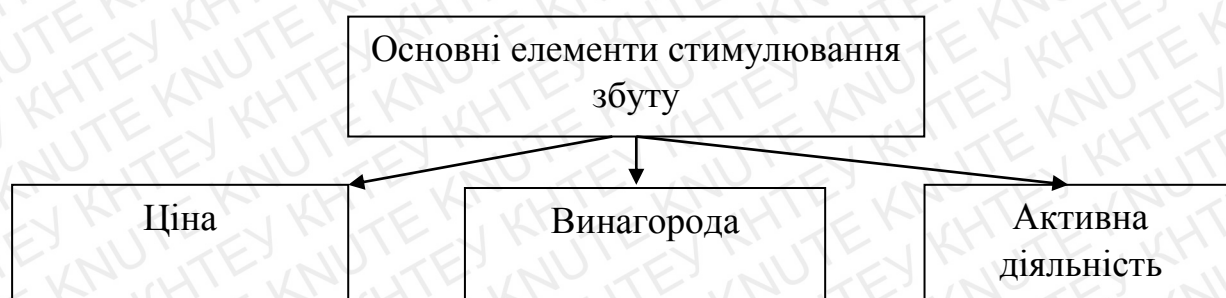 Основні елементи стимулювання
збуту
Ціна
Винагорода
Активна
діяльність